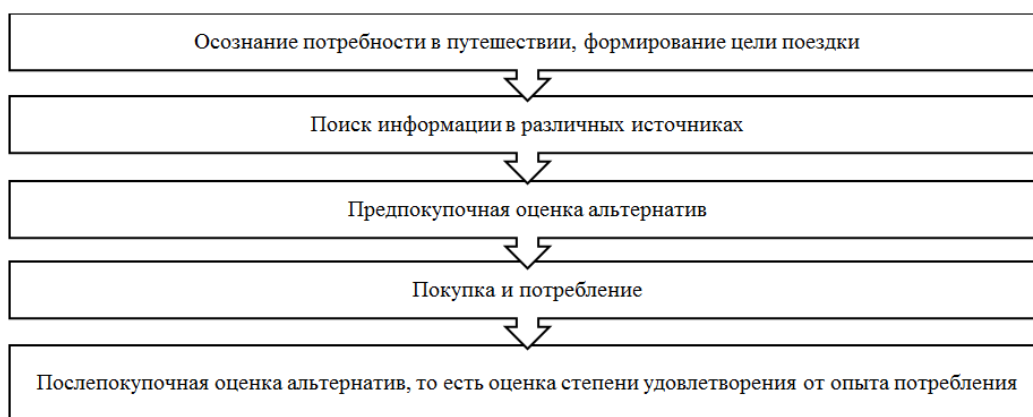 Осознание потребности в путешествии, формирование цели поездки
Поиск информации в различных источниках
Предпокупочная оценка альтернатив
Покупка и потребление
Послепокупочная оценка альтернатив, то есть оценка степени удовлетворения от опыта потребления